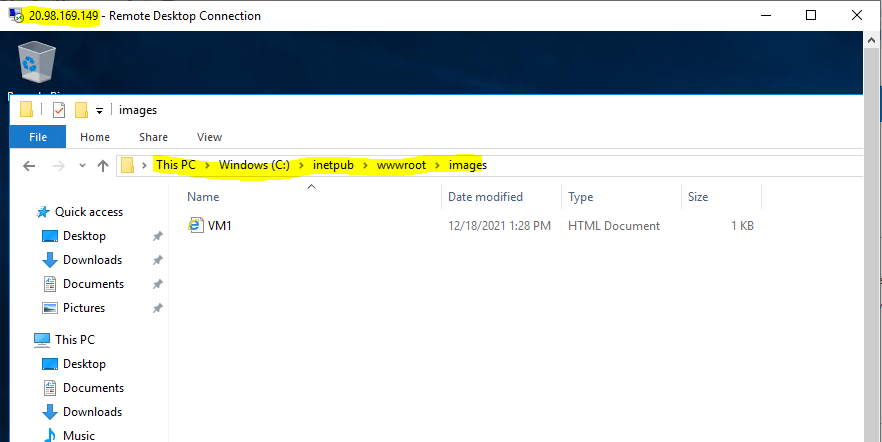 20.98.169.149 - Remote Desktop Connection
images
File Home Share View
This PC Windows (C:) inetpub wwwroot images
Name Date modified Type Size
Quick access
VM1 12/18/2021 1:28 PM HTML Document 1 KB
Desktop
Downloads
Documents
Pictures
This PC
Desktop
Documents
Downloads
Music